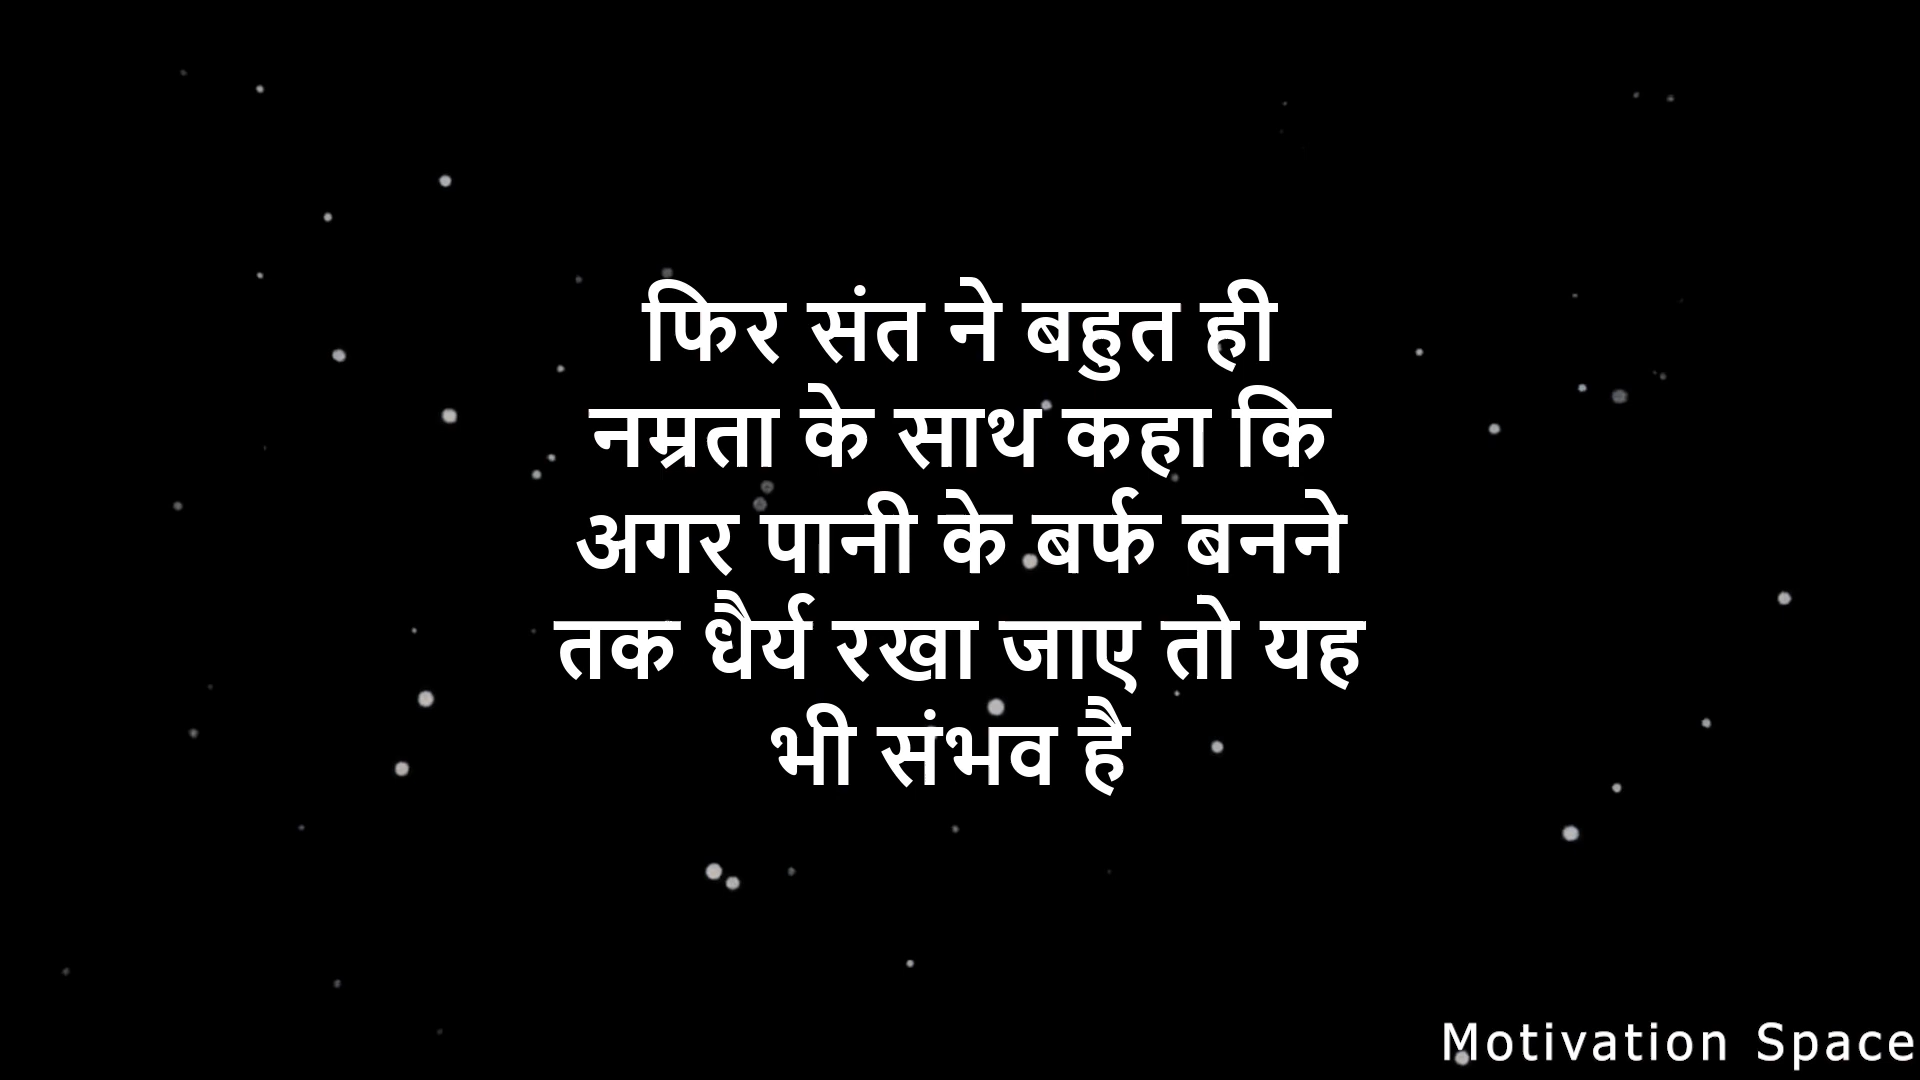 फिर संत ने बहुत ही
नम्रता के साथ कहा कि
अगर पानी के बर्फ बनने
तक धैर्य रखा जाए तो यह
भी संभव है
Motivation Space